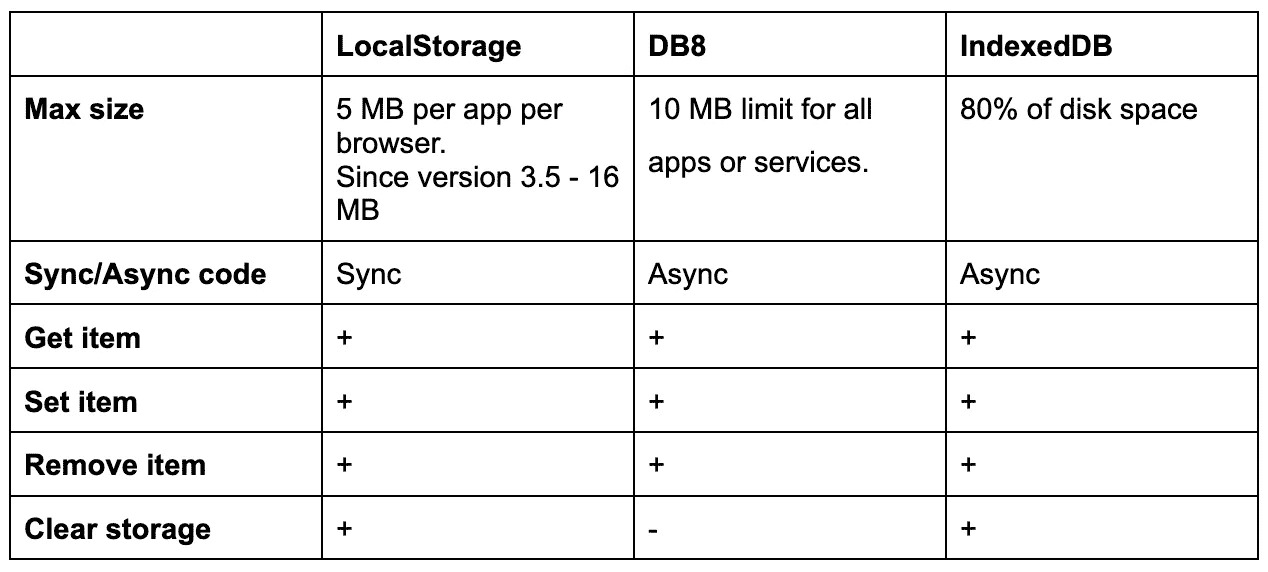 LocalStorage DB8 IndexedDB
Max size 5 MB per app per browser. Since version 3.5 - 16 MB 10 MB limit for all apps or services. 80% of disk space
Sync/Async code Sync Async Async
Get item + + +
Set item + + +
Remove item + + +
Clear storage + - +